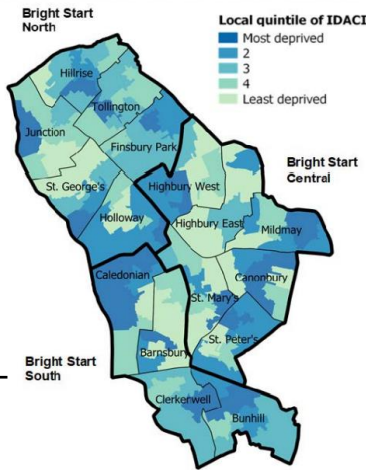 Bright Start
North
Local quintile of IDACI
Most deprived
2
3
4
Least deprived
Hillrise
Tollington
Junction
Finsbury Park
St. George's
Highbury West
Bright Start
Central
Holloway
Highbury East
Mildmay
Caledonian
Canonbury
St. Mary's
St. Peter's
Barnsbury
Bright Start
South
Clerkerwell
Bunhill